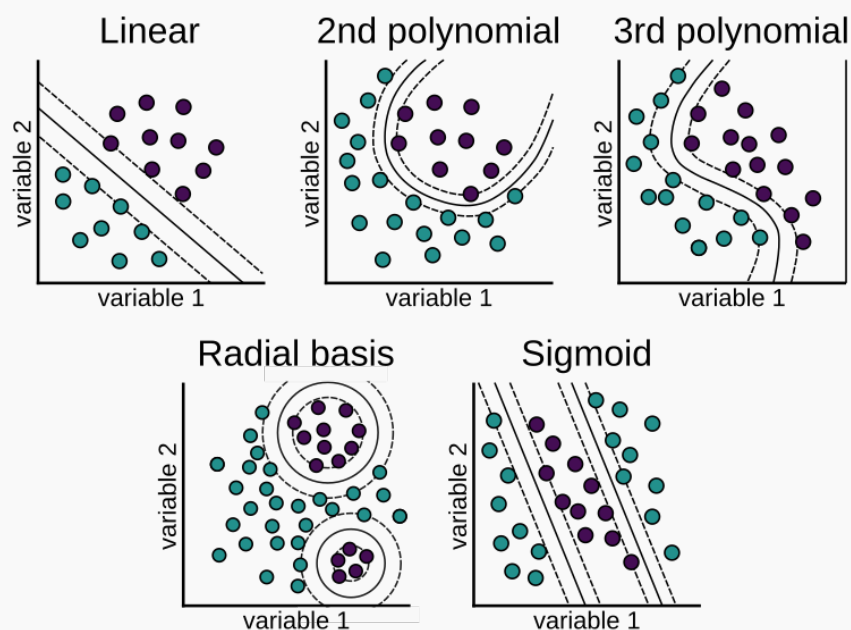 Linear
2nd polynomial
3rd polynomial
variable 2
variable 2
variable 2
variable 1
variable 1
variable 1
Radial basis
Sigmoid
variable 2
variable 2
variable 1
variable 1